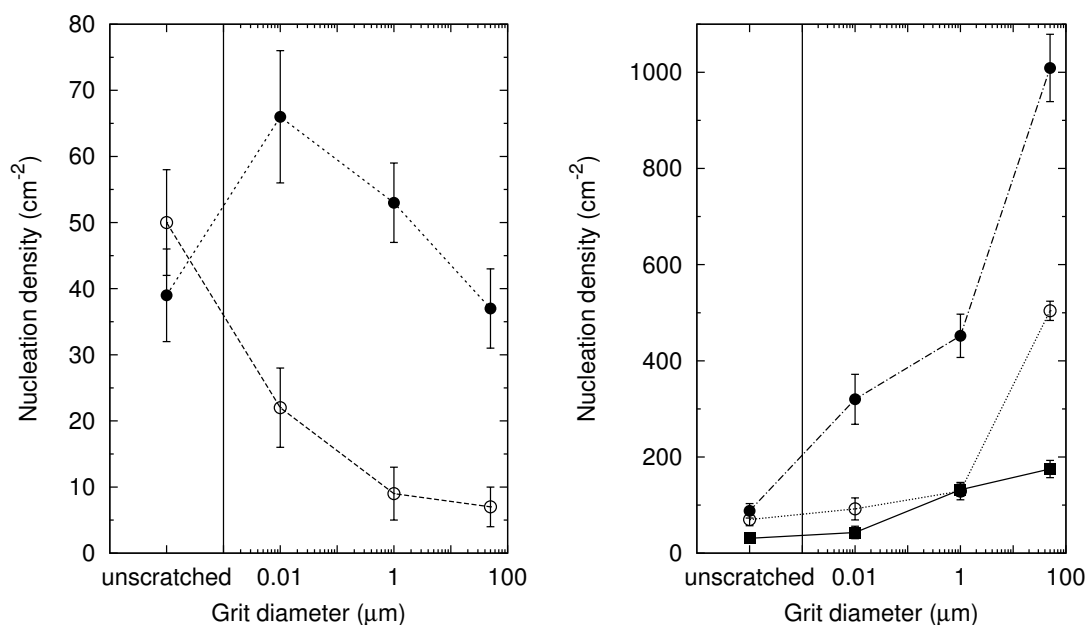 Nucleation density (cm-2)
80
70
60
50
40
30
20
10
0
unscratched 0.01 1 100
Grit diameter (μm)
Nucleation density (cm-2)
1000
800
600
400
200
0
unscratched 0.01 1 100
Grit diameter (μm)